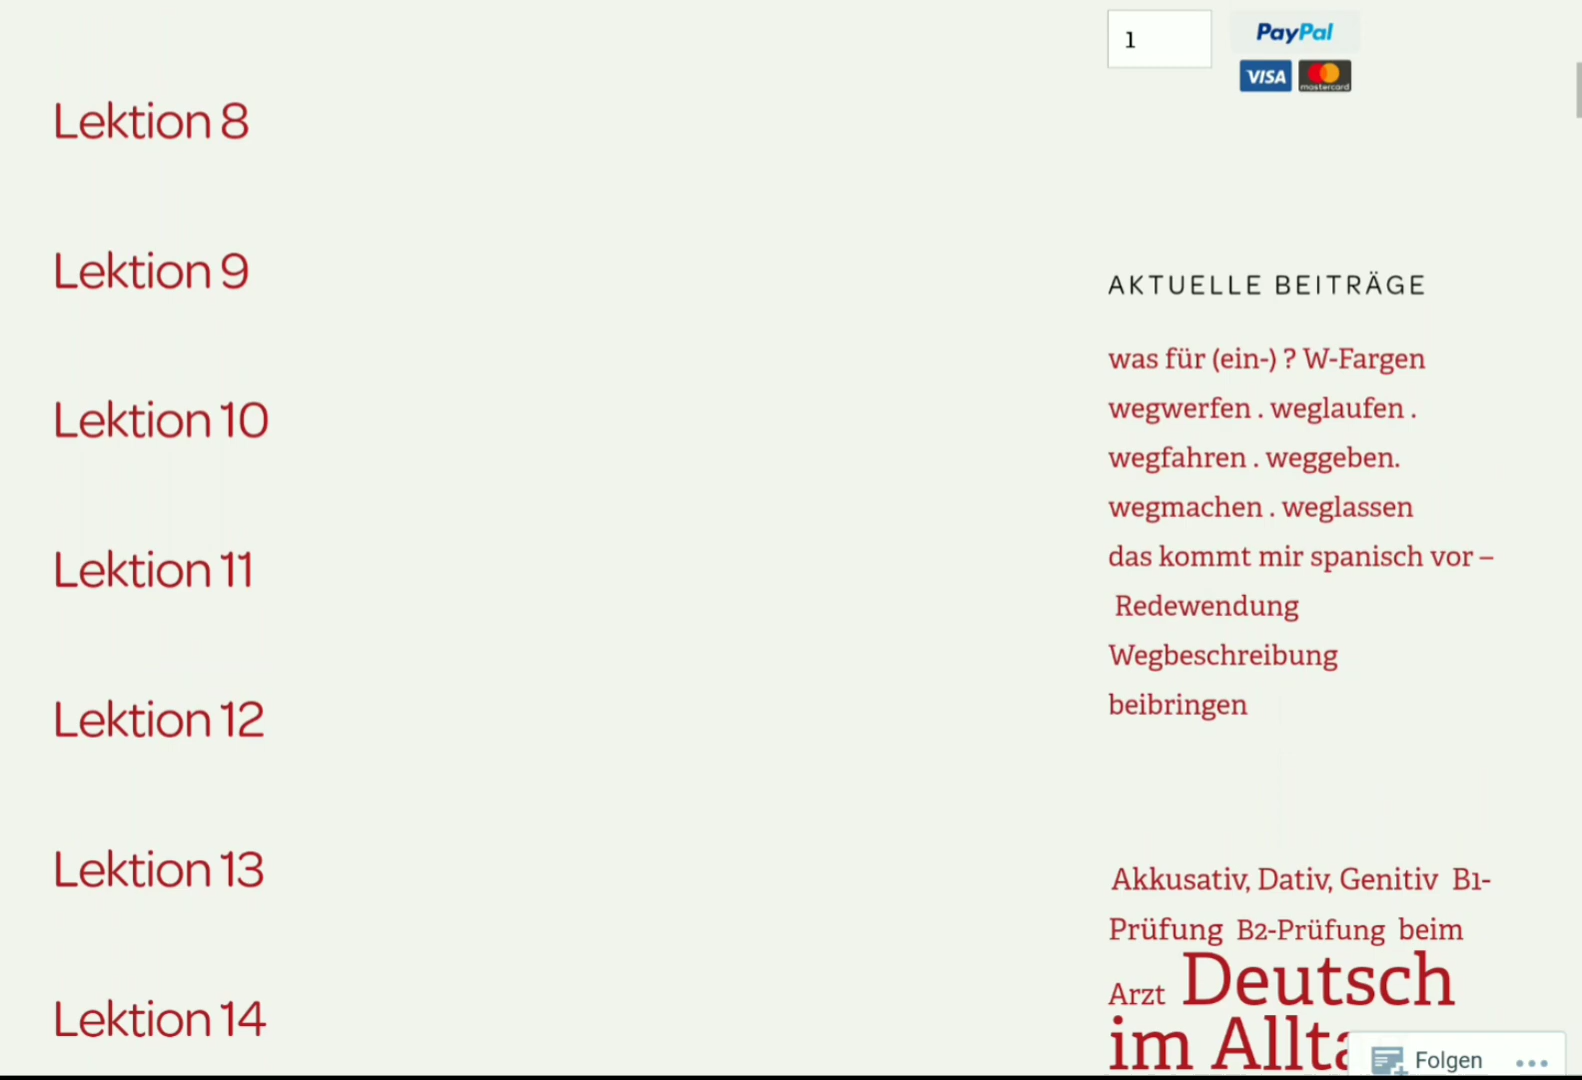 1
PayPal
VISA mastercard
Lektion 8
Lektion 9
Lektion 10
Lektion 11
Lektion 12
Lektion 13
Lektion 14
AKTUELLE BEITRÄGE
was für (ein-) ? W-Fargen
wegwerfen . weglaufen .
wegfahren . weggeben.
wegmachen . weglassen
das kommt mir spanisch vor –
Redewendung
Wegbeschreibung
beibringen
Akkusativ, Dativ, Genitiv B1-
Prüfung B2-Prüfung beim
Arzt Deutsch
im
Folgen ...